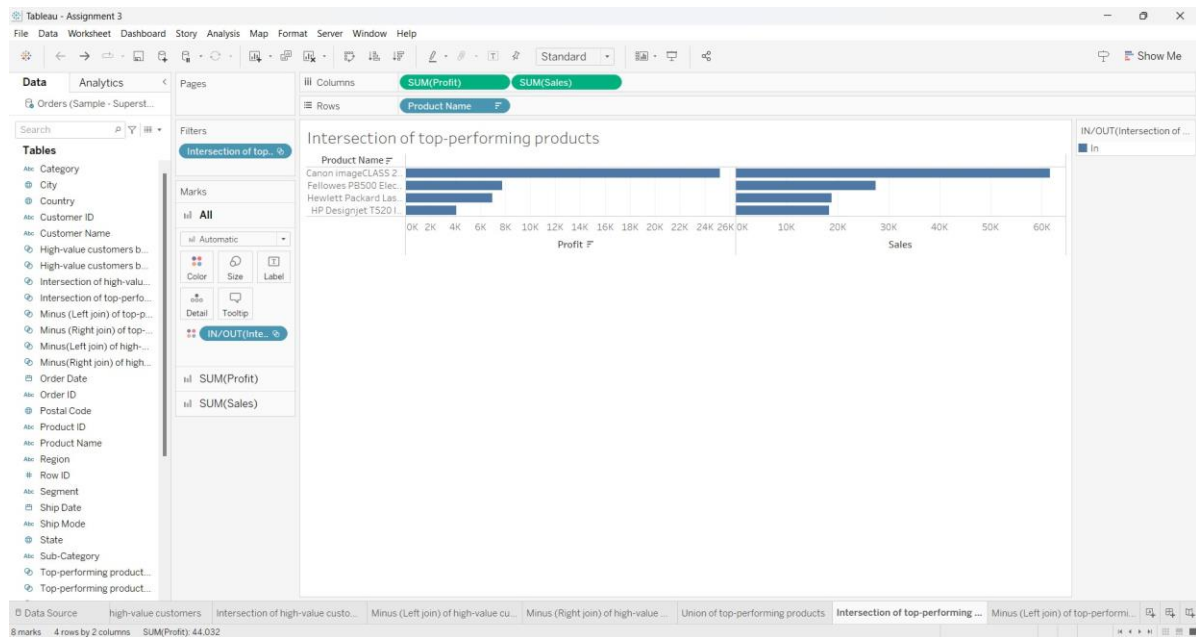 Tableau - Assignment 3
File Data Worksheet Dashboard Story Analysis Map Format Server Window Help
Standard
Show Me
Data Analytics
Pages
Columns
SUM(Profit)
SUM(Sales)
Orders (Sample - Superst...
Rows
Product Name
Search
Tables
Abc Category
City
Country
Abc Customer ID
Abc Customer Name
High-value customers b...
High-value customers b...
Intersection of high-valu...
Intersection of top-perfo...
Minus (Left join) of top-p...
Minus (Right join) of top-...
Minus(Left join) of high-...
Minus(Right join) of high...
Order Date
Abc Order ID
Postal Code
Abc Product ID
Abc Product Name
Abc Region
# Row ID
Abc Segment
Ship Date
Abc Ship Mode
State
Abc Sub-Category
Top-performing product...
Top-performing product...
Filters
Intersection of top...
Marks
All
Automatic
Color Size Label
Detail Tooltip
IN/OUT(Inte...
SUM(Profit)
SUM(Sales)
Intersection of top-performing products
Product Name
Canon imageCLASS 2...
Fellowes PB500 Elec...
Hewlett Packard Las...
HP Designjet T520 I...
0K 2K 4K 6K 8K 10K 12K 14K 16K 18K 20K 22K 24K 26K 0K 10K 20K 30K 40K 50K 60K
Profit
Sales
IN/OUT(Intersection of ...
In
Data Source
high-value customers
Intersection of high-value custo...
Minus (Left join) of high-value cu...
Minus (Right join) of high-value ...
Union of top-performing products
Intersection of top-performing ...
Minus (Left join) of top-performi...
8 marks 4 rows by 2 columns SUM(Profit): 44.032